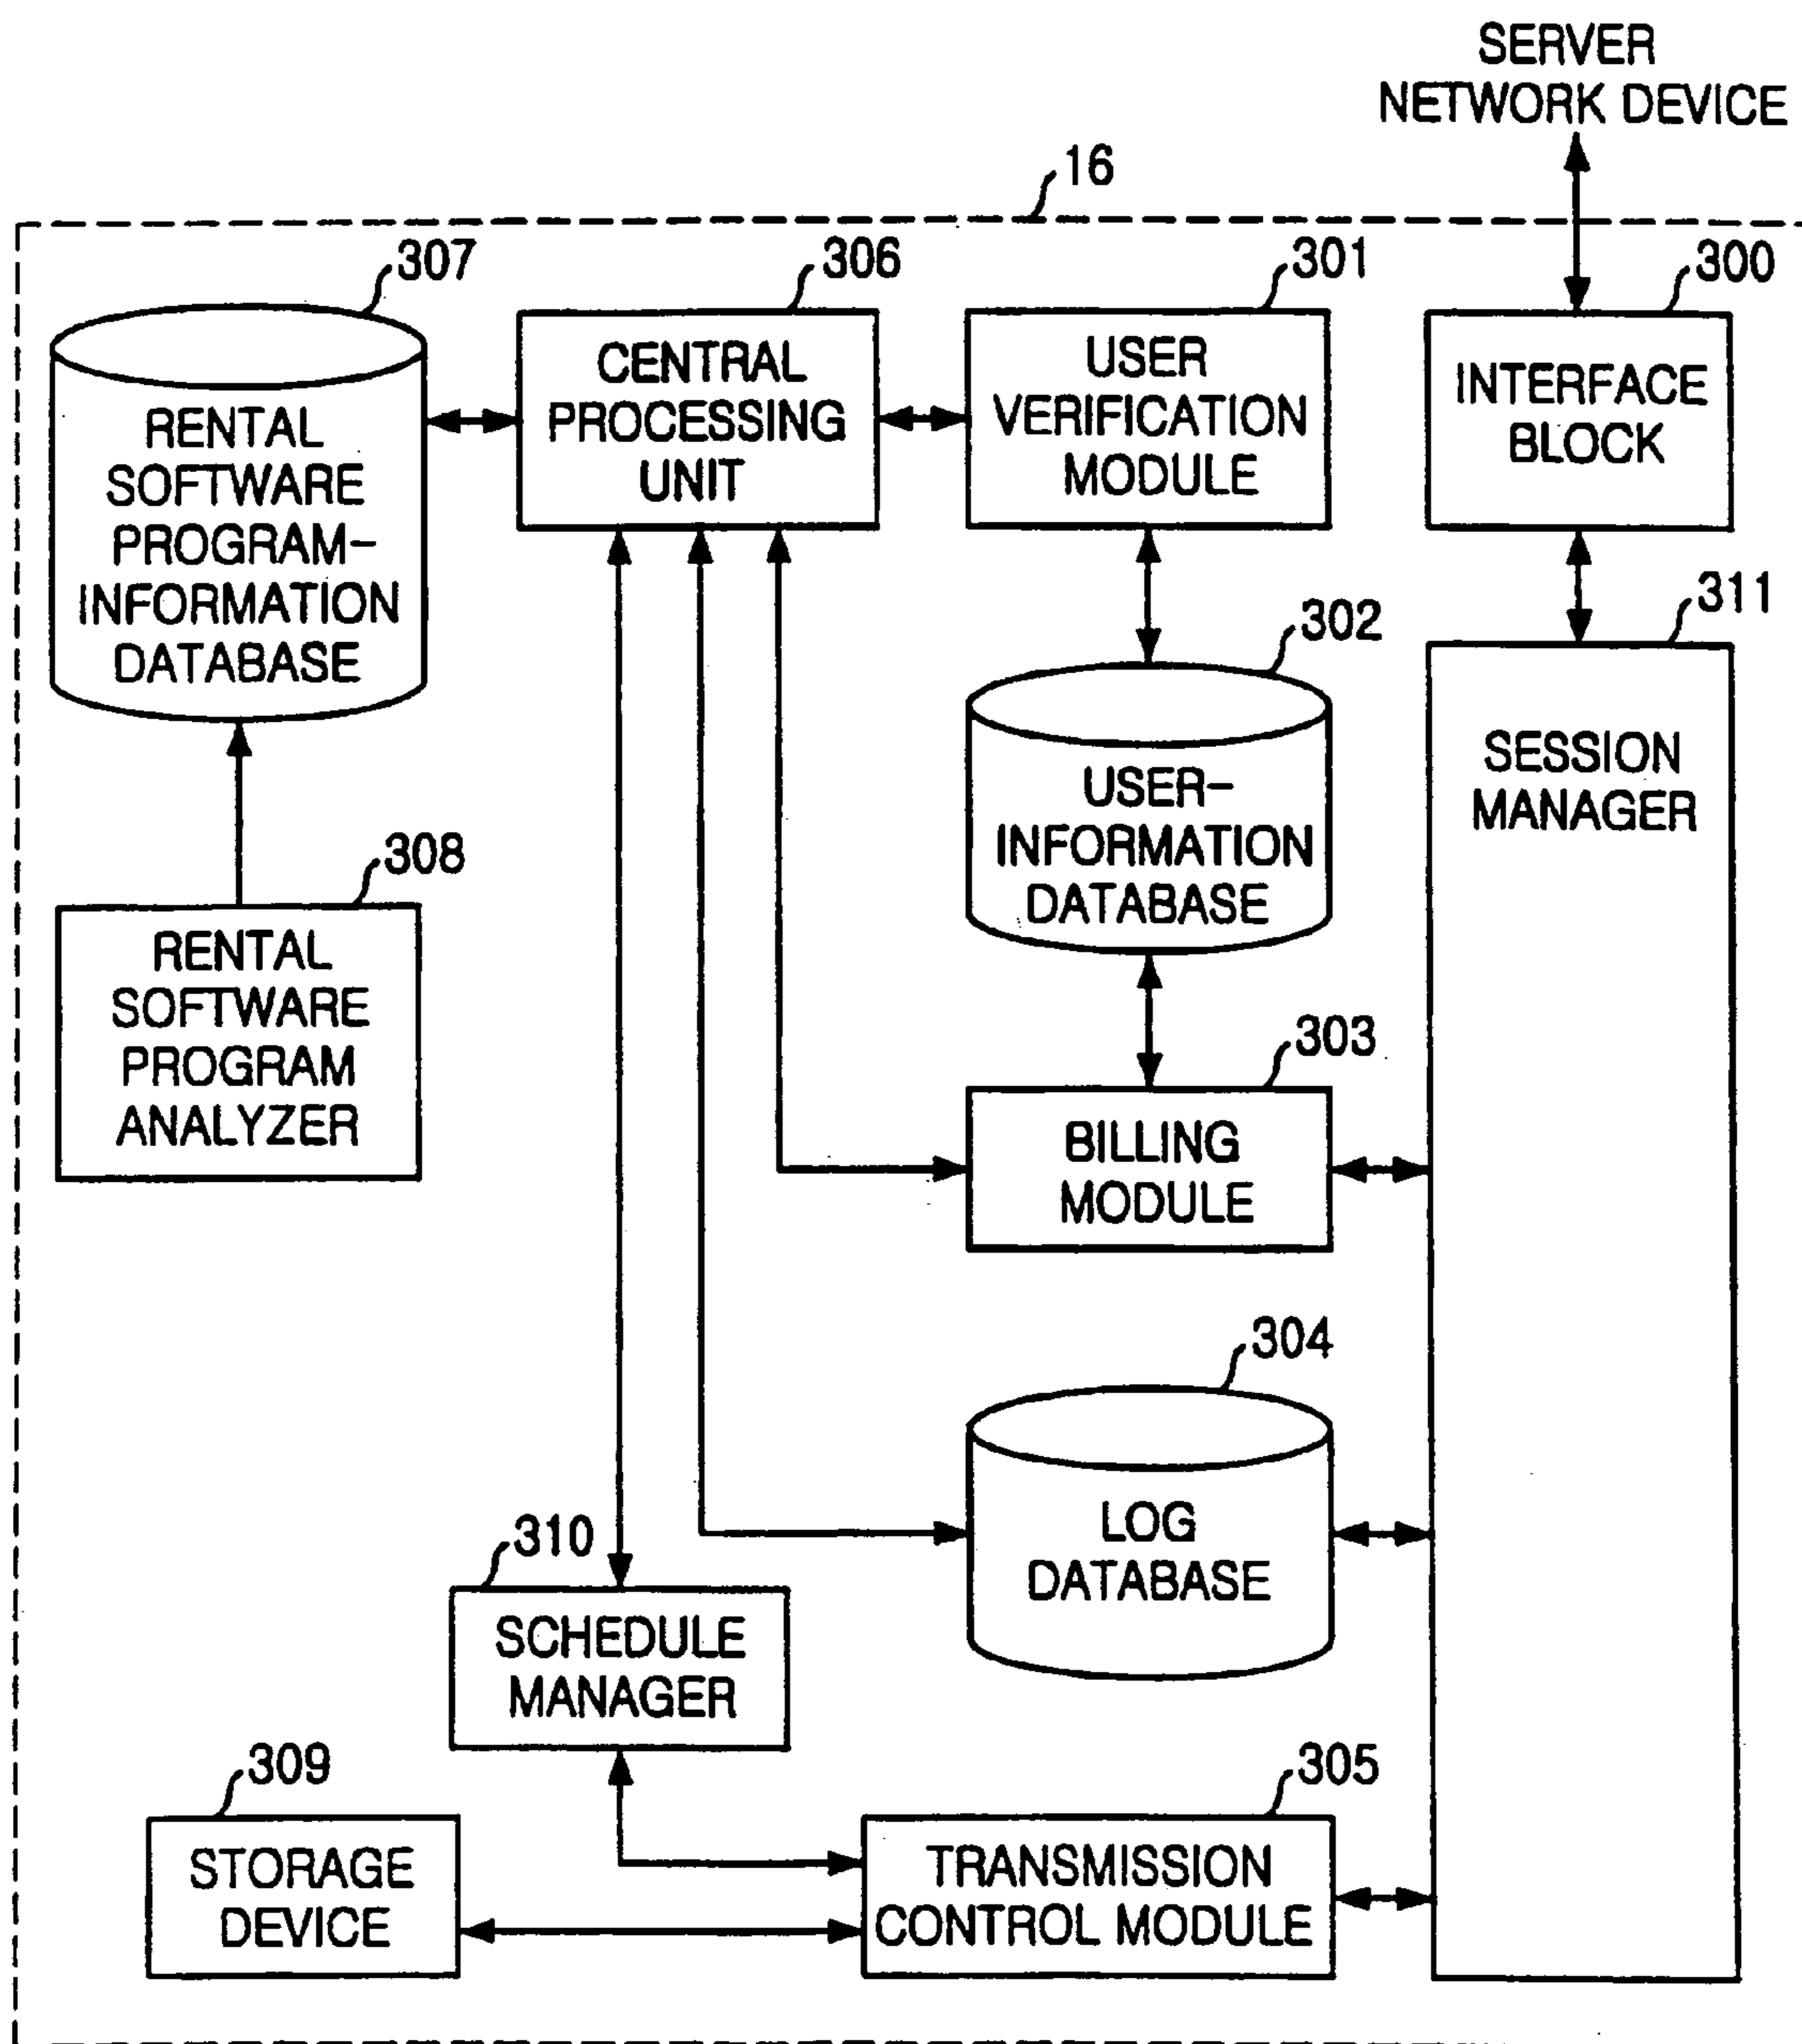 SERVER
NETWORK DEVICE
16
307
306
301
300
RENTAL
SOFTWARE
PROGRAM-
INFORMATION
DATABASE
CENTRAL
PROCESSING
UNIT
USER
VERIFICATION
MODULE
INTERFACE
BLOCK
302
311
USER-
INFORMATION
DATABASE
SESSION
MANAGER
308
RENTAL
SOFTWARE
PROGRAM
ANALYZER
303
BILLING
MODULE
304
LOG
DATABASE
310
SCHEDULE
MANAGER
309
STORAGE
DEVICE
305
TRANSMISSION
CONTROL MODULE